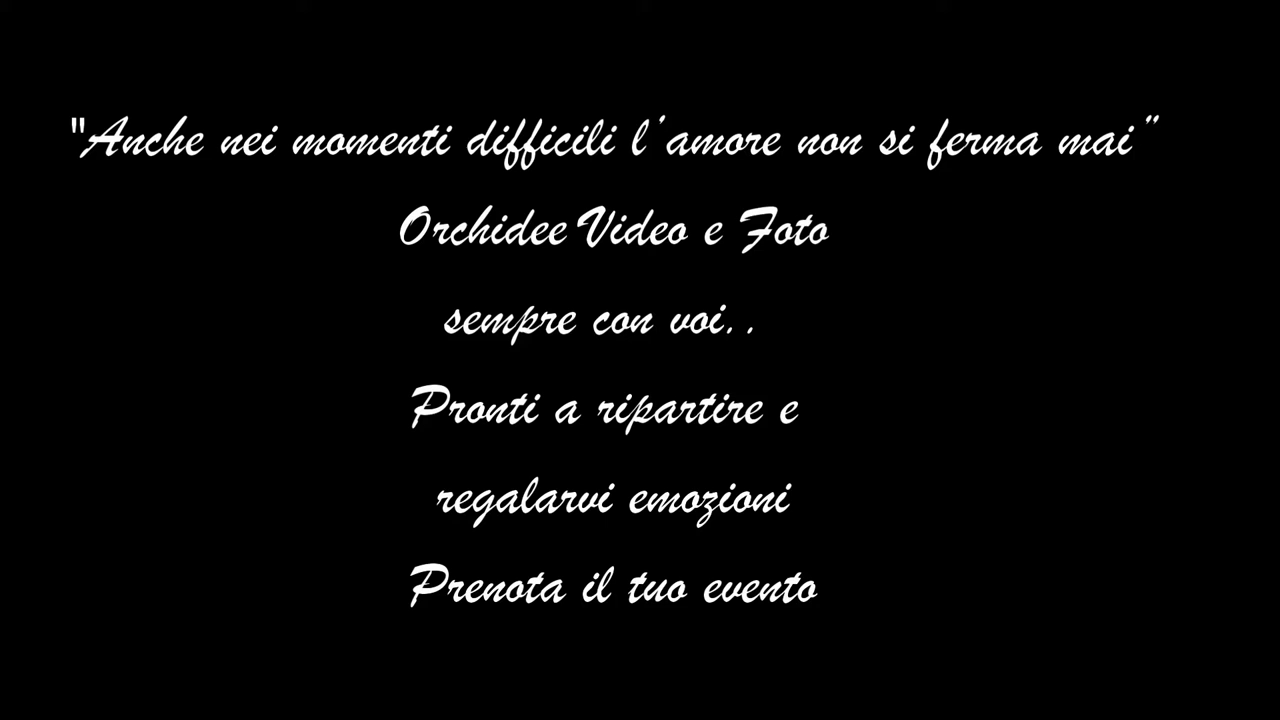 "Anche nei momenti difficili l'amore non si ferma mai"
Orchidee Video e Foto
sempre con voi..
Pronti a ripartire e
regalarvi emozioni
Prenota il tuo evento